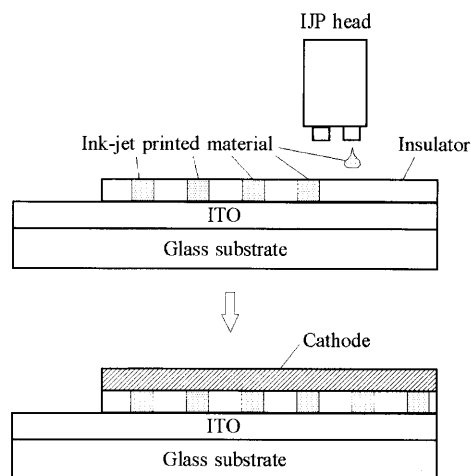 IJP head
Ink-jet printed material
Insulator
ITO
Glass substrate
Cathode
ITO
Glass substrate